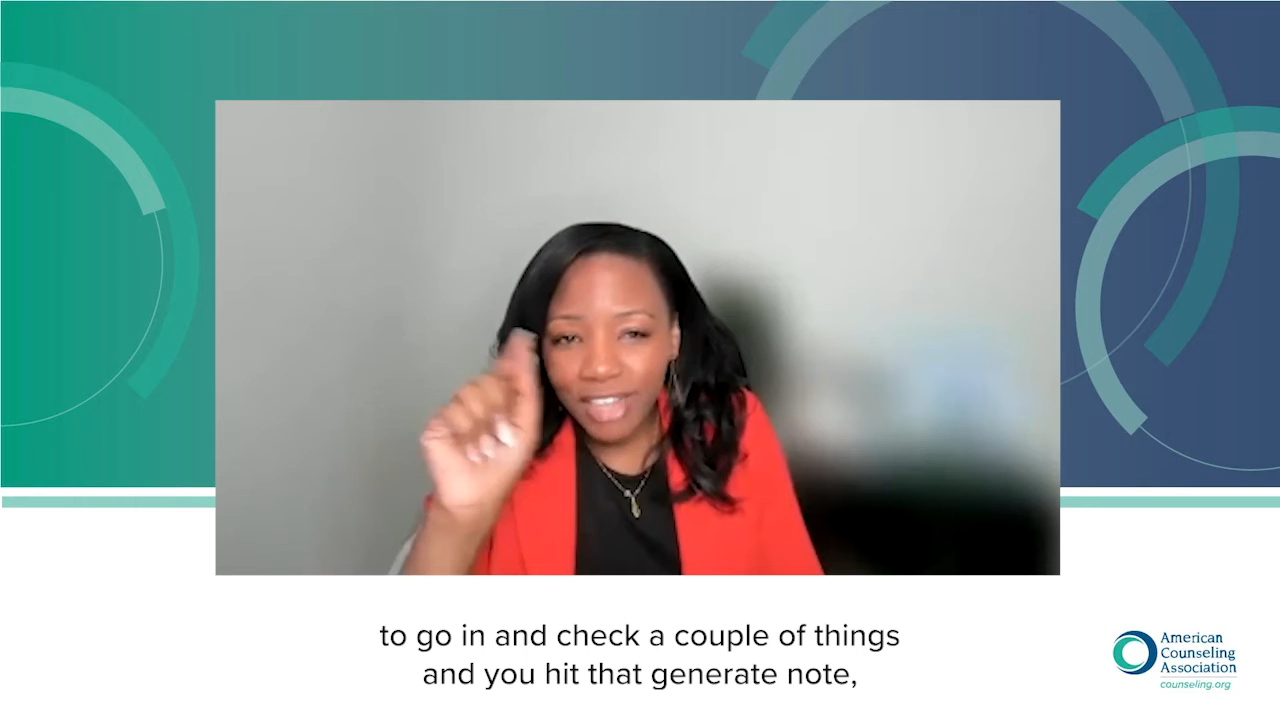 to go in and check a couple of things
and you hit that generate note,
American
Counseling
Association
counseling.org